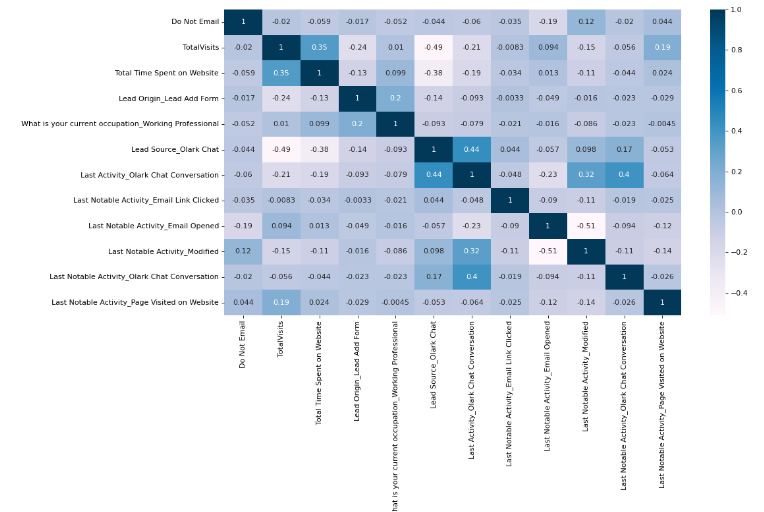 Do Not Email 1 -0.02 -0.059 -0.017 -0.052 -0.044 -0.06 -0.035 -0.19 0.12 -0.02 0.044
TotalVisits -0.02 1 0.35 -0.24 0.01 -0.49 -0.21 -0.0083 0.094 -0.15 -0.056 0.19
Total Time Spent on Website -0.059 0.35 1 -0.13 0.099 -0.38 -0.19 -0.034 0.013 -0.11 -0.044 0.024
Lead Origin_Lead Add Form -0.017 -0.24 -0.13 1 0.2 -0.14 -0.093 -0.0033 -0.049 -0.016 -0.023 -0.029
What is your current occupation_Working Professional -0.052 0.01 0.099 0.2 1 -0.093 -0.079 -0.021 -0.016 -0.086 -0.023 -0.0045
Lead Source_Olark Chat -0.044 -0.49 -0.38 -0.14 -0.093 1 0.44 0.044 -0.057 0.098 0.17 -0.053
Last Activity_Olark Chat Conversation -0.06 -0.21 -0.19 -0.093 -0.079 0.44 1 -0.048 -0.23 0.32 0.4 -0.064
Last Notable Activity_Email Link Clicked -0.035 -0.0083 -0.034 -0.0033 -0.021 0.044 -0.048 1 -0.09 -0.11 -0.019 -0.025
Last Notable Activity_Email Opened -0.19 0.094 0.013 -0.049 -0.016 -0.057 -0.23 -0.09 1 -0.51 -0.094 -0.12
Last Notable Activity_Modified 0.12 -0.15 -0.11 -0.016 -0.086 0.098 0.32 -0.11 -0.51 1 -0.11 -0.14
Last Notable Activity_Olark Chat Conversation -0.02 -0.056 -0.044 -0.023 -0.023 0.17 0.4 -0.019 -0.094 -0.11 1 -0.026
Last Notable Activity_Page Visited on Website 0.044 0.19 0.024 -0.029 -0.0045 -0.053 -0.064 -0.025 -0.12 -0.14 -0.026 1
Do Not Email
TotalVisits
Total Time Spent on Website
Lead Origin_Lead Add Form
hat is your current occupation_Working Professional
Lead Source_Olark Chat
Last Activity_Olark Chat Conversation
Last Notable Activity_Email Link Clicked
Last Notable Activity_Email Opened
Last Notable Activity_Modified
Last Notable Activity_Olark Chat Conversation
Last Notable Activity_Page Visited on Website
1.0
0.8
0.6
0.4
0.2
0.0
−0.2
−0.4